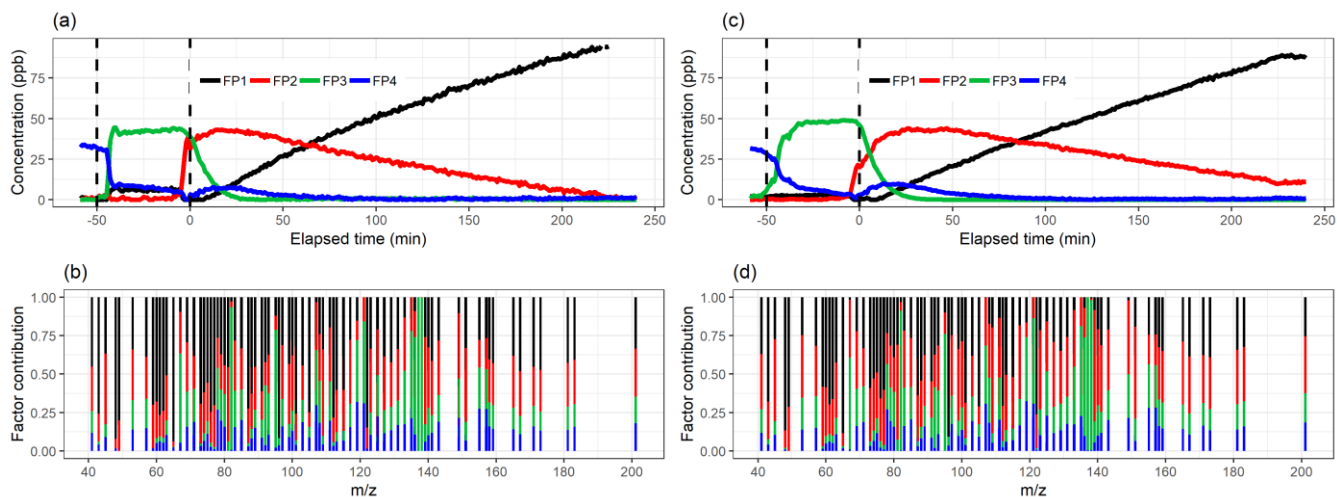 (a)
Concentration (ppb)
75
50
25
0
FP1 FP2 FP3 FP4
-50 0 50 100 150 200 250
Elapsed time (min)
(c)
Concentration (ppb)
75
50
25
0
FP1 FP2 FP3 FP4
-50 0 50 100 150 200 250
Elapsed time (min)
(b)
Factor contribution
1.00
0.75
0.50
0.25
0.00
40 60 80 100 120 140 160 180 200
m/z
(d)
Factor contribution
1.00
0.75
0.50
0.25
0.00
40 60 80 100 120 140 160 180 200
m/z